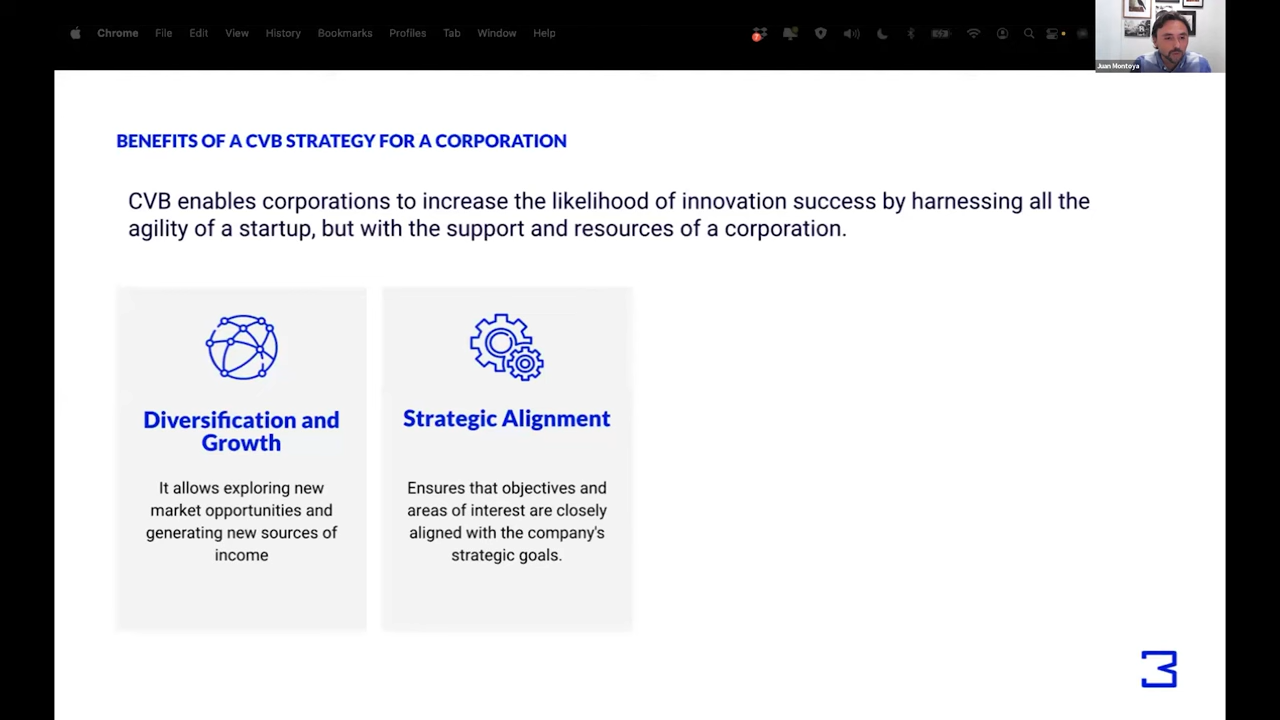 Chrome File Edit View History Bookmarks Profiles Tab Window Help
Juan Montoya
BENEFITS OF A CVB STRATEGY FOR A CORPORATION
CVB enables corporations to increase the likelihood of innovation success by harnessing all the
agility of a startup, but with the support and resources of a corporation.
Diversification and
Growth
It allows exploring new
market opportunities and
generating new sources of
income
Strategic Alignment
Ensures that objectives and
areas of interest are closely
aligned with the company's
strategic goals.
3